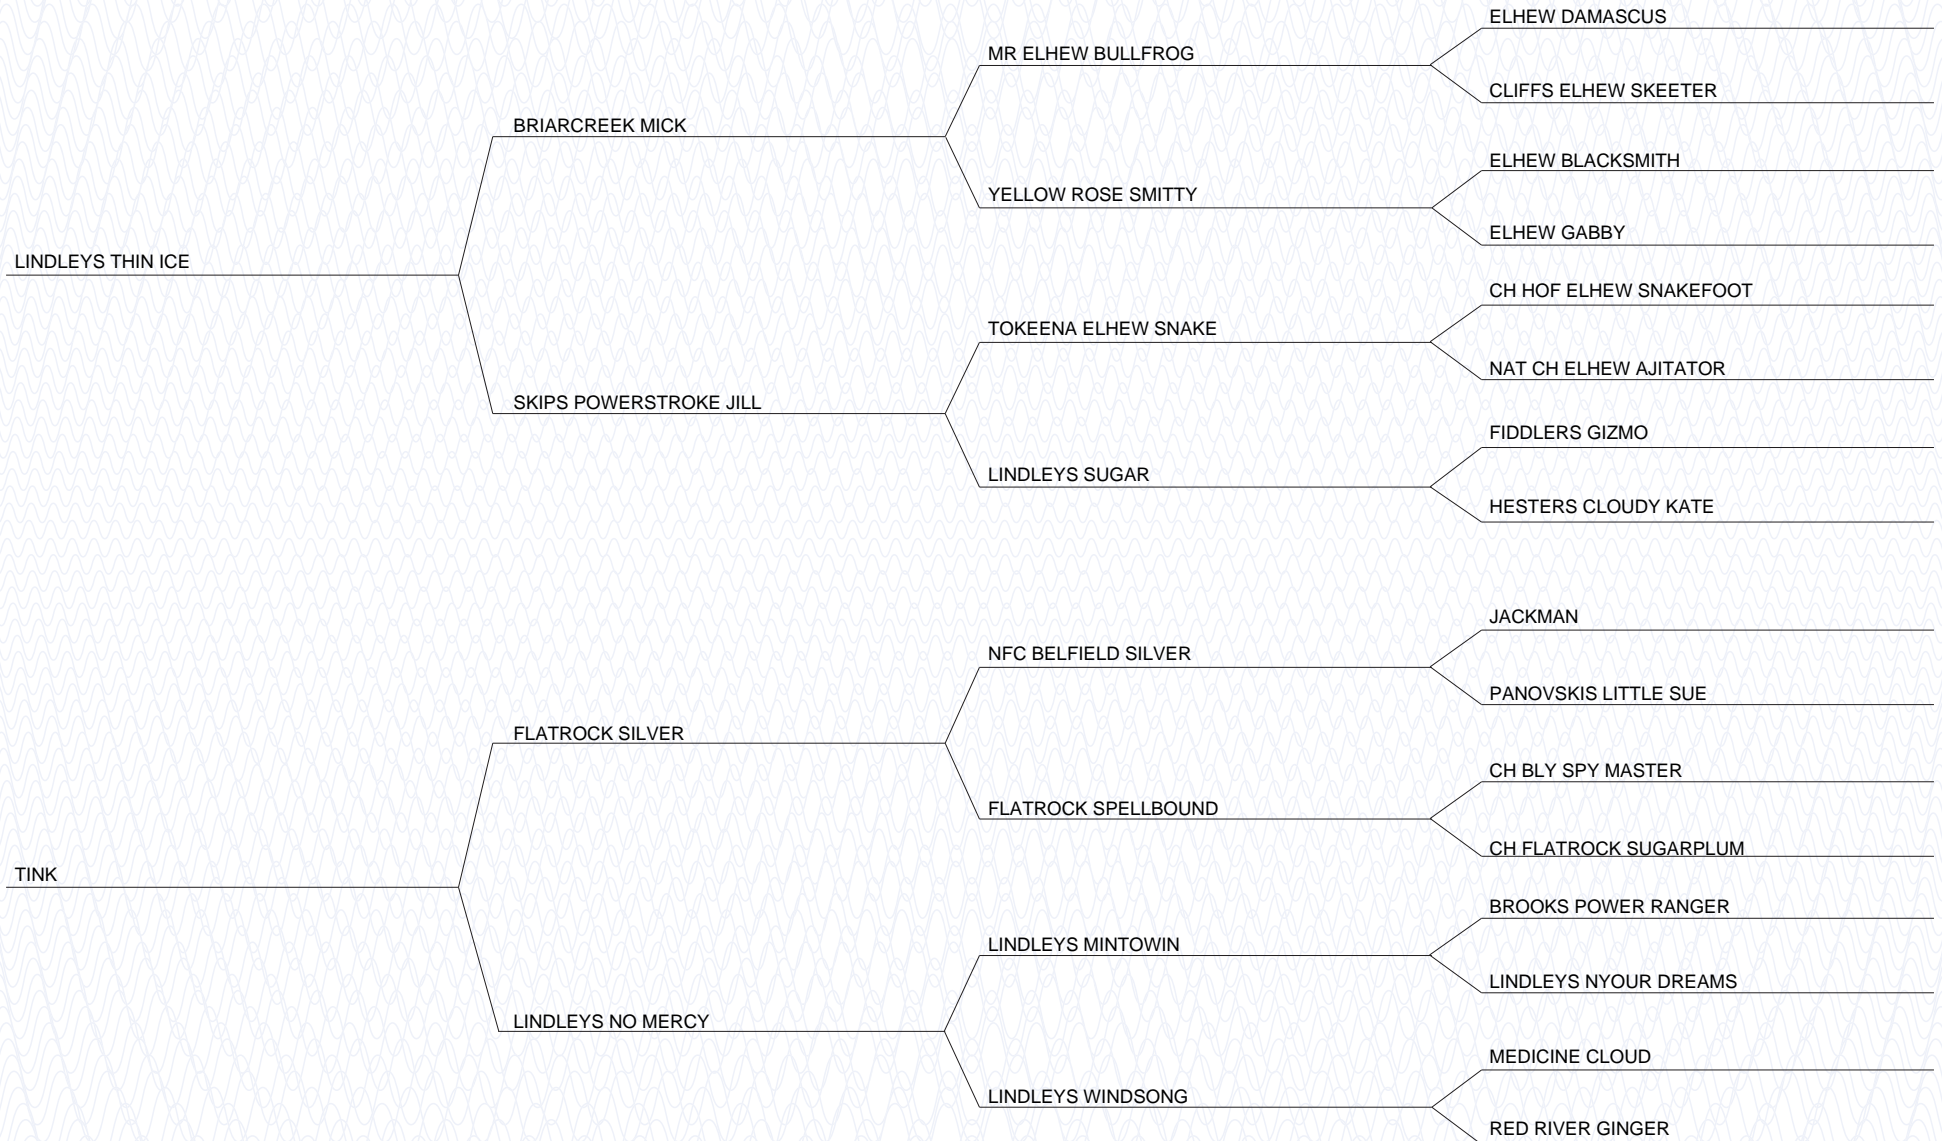 ELHEW DAMASCUS
MR ELHEW BULLFROG
CLIFFS ELHEW SKEETER
BRIARCREEK MICK
ELHEW BLACKSMITH
YELLOW ROSE SMITTY
ELHEW GABBY
LINDLEYS THIN ICE
CH HOF ELHEW SNAKEFOOT
TOKEENA ELHEW SNAKE
NAT CH ELHEW AJITATOR
SKIPS POWERSTROKE JILL
FIDDLERS GIZMO
LINDLEYS SUGAR
HESTERS CLOUDY KATE
JACKMAN
NFC BELFIELD SILVER
PANOVSKIS LITTLE SUE
FLATROCK SILVER
CH BLY SPY MASTER
FLATROCK SPELLBOUND
CH FLATROCK SUGARPLUM
TINK
BROOKS POWER RANGER
LINDLEYS MINTOWIN
LINDLEYS NYOUR DREAMS
LINDLEYS NO MERCY
MEDICINE CLOUD
LINDLEYS WINDSONG
RED RIVER GINGER